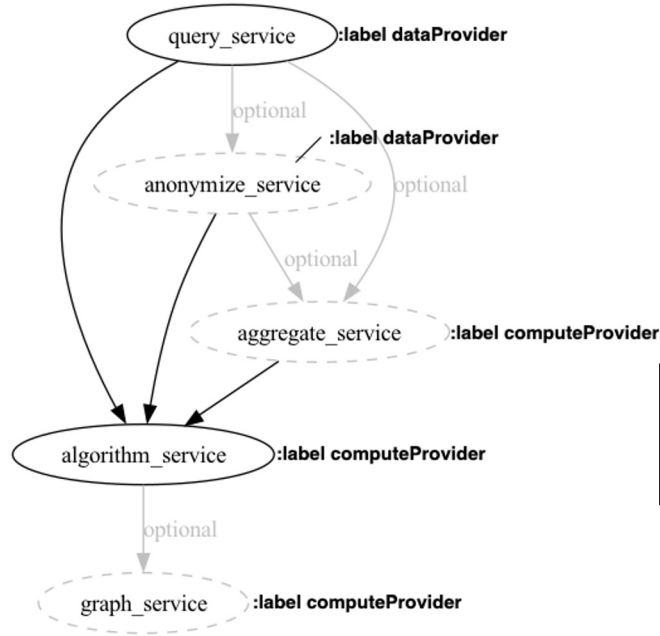 query_service :label dataProvider
optional
:label dataProvider
anonymize_service optional
optional
aggregate_service :label computeProvider
algorithm_service :label computeProvider
optional
graph_service :label computeProvider